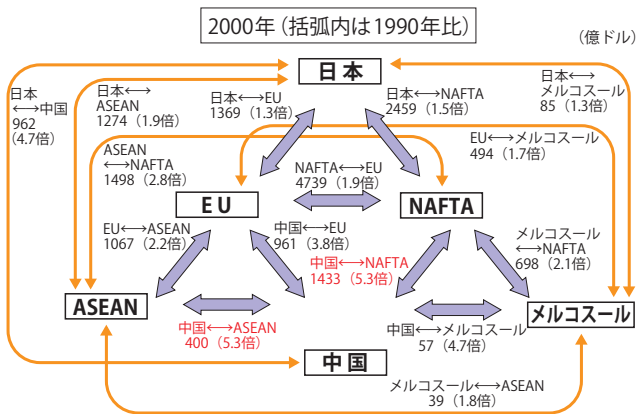 2000年（括弧内は1990年比）
（億ドル）
日本
日本
⟷中国
962
（4.7倍）
日本⟷
ASEAN
1274（1.9倍）
日本⟷EU
1369（1.3倍）
日本⟷NAFTA
2459（1.5倍）
日本⟷
メルコスール
85（1.3倍）
EU⟷メルコスール
494（1.7倍）
ASEAN
⟷NAFTA
1498（2.8倍）
NAFTA⟷EU
4739（1.9倍）
EU
NAFTA
EU⟷ASEAN
1067（2.2倍）
中国⟷EU
961（3.8倍）
中国⟷NAFTA
1433（5.3倍）
メルコスール
⟷NAFTA
698（2.1倍）
ASEAN
メルコスール
中国⟷ASEAN
400（5.3倍）
中国⟷メルコスール
57（4.7倍）
中国
メルコスール⟷ASEAN
39（1.8倍）